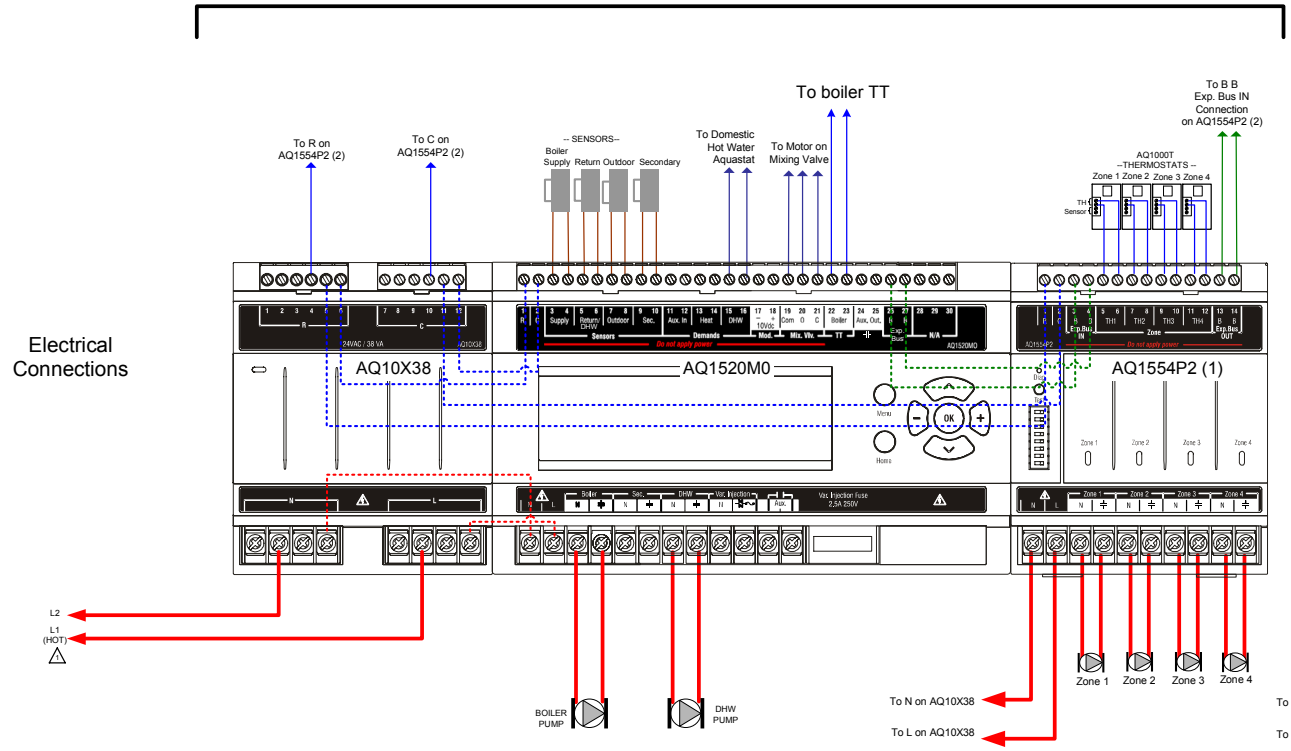 To boiler TT
To B B
Exp. Bus IN
Connection
on AQ1554P2 (2)
To R on
AQ1554P2 (2)
To C on
AQ1554P2 (2)
-- SENSORS--
Boiler
Supply Return Outdoor Secondary
To Domestic
Hot Water
Aquastat
To Motor on
Mixing Valve
AQ1000T
--THERMOSTATS --
Zone 1 Zone 2 Zone 3 Zone 4
TH
Sensor
1 2 3 4 5 6
R
7 8 9 10 11 12
C
24VAC / 38 VA
AQ10X38
1 2 3 4 5 6 7 8 9 10 11 12 13 14 15 16 17 18 19 20 21 22 23 24 25 26 27 28 29 30
R C Supply Return/ Outdoor Sec. Aux. In Heat DHW - + Com O C Boiler Aux. Out. B B N/A
DHW 10Vdc Exp.
Bus
Sensors Demands Mod. Mix. Vlv. TT
Do not apply power
AQ1520MO
1 2 3 4 5 6 7 8 9 10 11 12 13 14
R C B B TH1 TH2 TH3 TH4 B B
Exp.Bus Zone Exp.Bus
IN OUT
AQ1554P2
Do not apply power
Electrical
Connections
AQ10X38
AQ1520M0
AQ1554P2 (1)
Menu
OK
Home
Zone 1 Zone 2 Zone 3 Zone 4
N
L
Boiler Sec. DHW Var. Injection
N L N N N N Aux.
Var. Injection Fuse
2,5A 250V
Zone 1 Zone 2 Zone 3 Zone 4
N L N N N N
L2
L1
(HOT)
1
BOILER
PUMP
DHW
PUMP
Zone 1 Zone 2 Zone 3 Zone 4
To N on AQ10X38
To
To L on AQ10X38
To